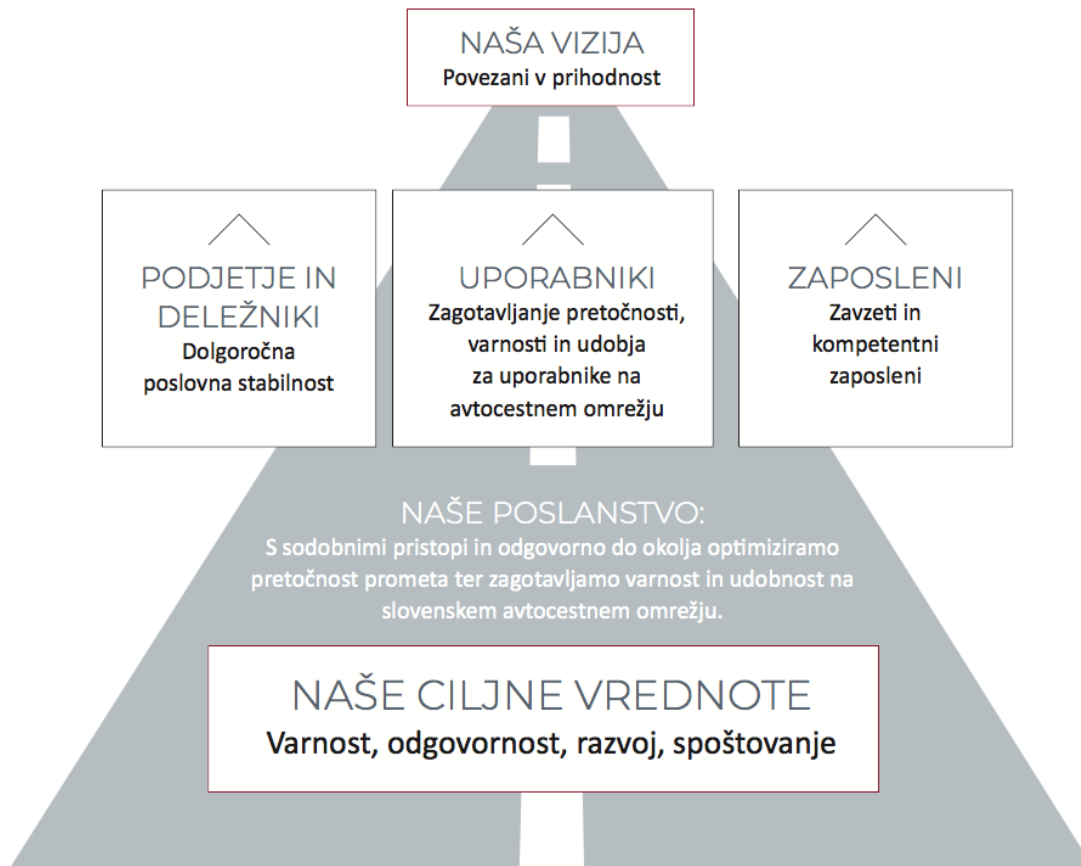 NAŠA VIZIJA
Povezani v prihodnost
PODJETJE IN
DELEŽNIKI
Dolgoročna
poslovna stabilnost
UPORABNIKI
Zagotavljanje pretočnosti,
varnosti in udobja
za uporabnike na
avtocestnem omrežju
ZAPOSLENI
Zavzeti in
kompetentni
zaposleni
NAŠE POSLANSTVO:
S sodobnimi pristopi in odgovorno do okolja optimiziramo
pretočnost prometa ter zagotavljamo varnost in udobnost na
slovenskem avtocestnem omrežju.
NAŠE CILJNE VREDNOTE
Varnost, odgovornost, razvoj, spoštovanje